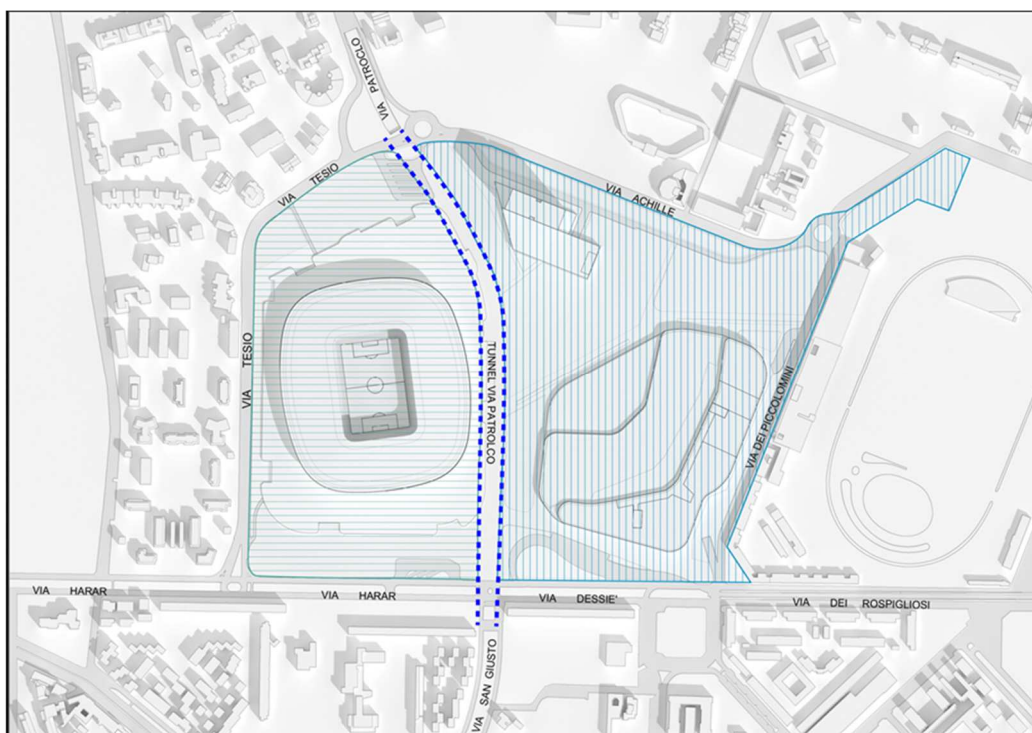 VIA PATROCLO
VIA TESIO
VIA ACHILLE
VIA TESIO
TUNNEL VIA PATROLCO
VIA DEI PICCOLOMINI
VIA HARAR
VIA HARAR
VIA DESSIE'
VIA DEI ROSPIGLIOSI
VIA SAN GIUSTO